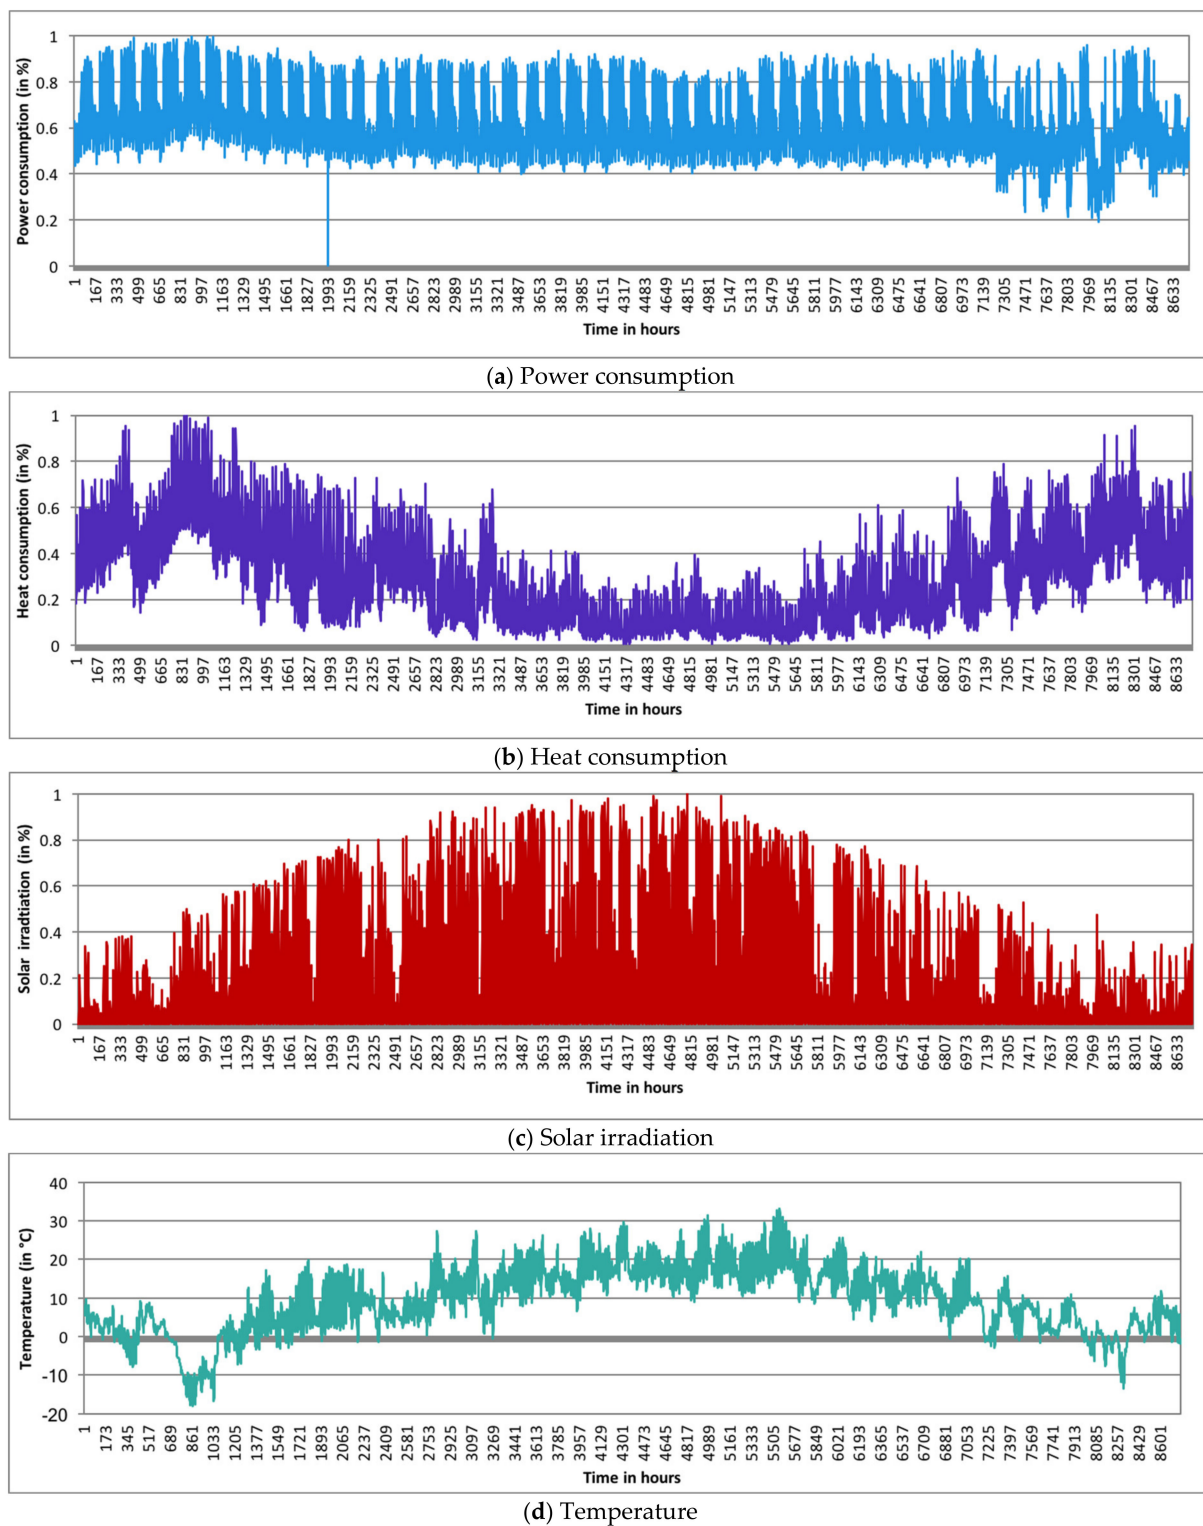 1
0.8
0.6
0.4
0.2
0
Power consumption (in %)
1 167 333 499 665 831 997 1163 1329 1495 1661 1827 1993 2159 2325 2491 2657 2823 2989 3155 3321 3487 3653 3819 3985 4151 4317 4483 4649 4815 4981 5147 5313 5479 5645 5811 5977 6143 6309 6475 6641 6807 6973 7139 7305 7471 7637 7803 7969 8135 8301 8467 8633
Time in hours
(a) Power consumption
1
0.8
0.6
0.4
0.2
0
Heat consumption (in %)
1 167 333 499 665 831 997 1163 1329 1495 1661 1827 1993 2159 2325 2491 2657 2823 2989 3155 3321 3487 3653 3819 3985 4151 4317 4483 4649 4815 4981 5147 5313 5479 5645 5811 5977 6143 6309 6475 6641 6807 6973 7139 7305 7471 7637 7803 7969 8135 8301 8467 8633
Time in hours
(b) Heat consumption
1
0.8
0.6
0.4
0.2
0
Solar irradtiation (in %)
1 167 333 499 665 831 997 1163 1329 1495 1661 1827 1993 2159 2325 2491 2657 2823 2989 3155 3321 3487 3653 3819 3985 4151 4317 4483 4649 4815 4981 5147 5313 5479 5645 5811 5977 6143 6309 6475 6641 6807 6973 7139 7305 7471 7637 7803 7969 8135 8301 8467 8633
Time in hours
(c) Solar irradiation
40
30
20
10
0
-10
-20
Temperature (in °C)
1 173 345 517 689 861 1033 1205 1377 1549 1721 1893 2065 2237 2409 2581 2753 2925 3097 3269 3441 3613 3785 3957 4129 4301 4473 4645 4817 4989 5161 5333 5505 5677 5849 6021 6193 6365 6537 6709 6881 7053 7225 7397 7569 7741 7913 8085 8257 8429 8601
Time in hours
(d) Temperature